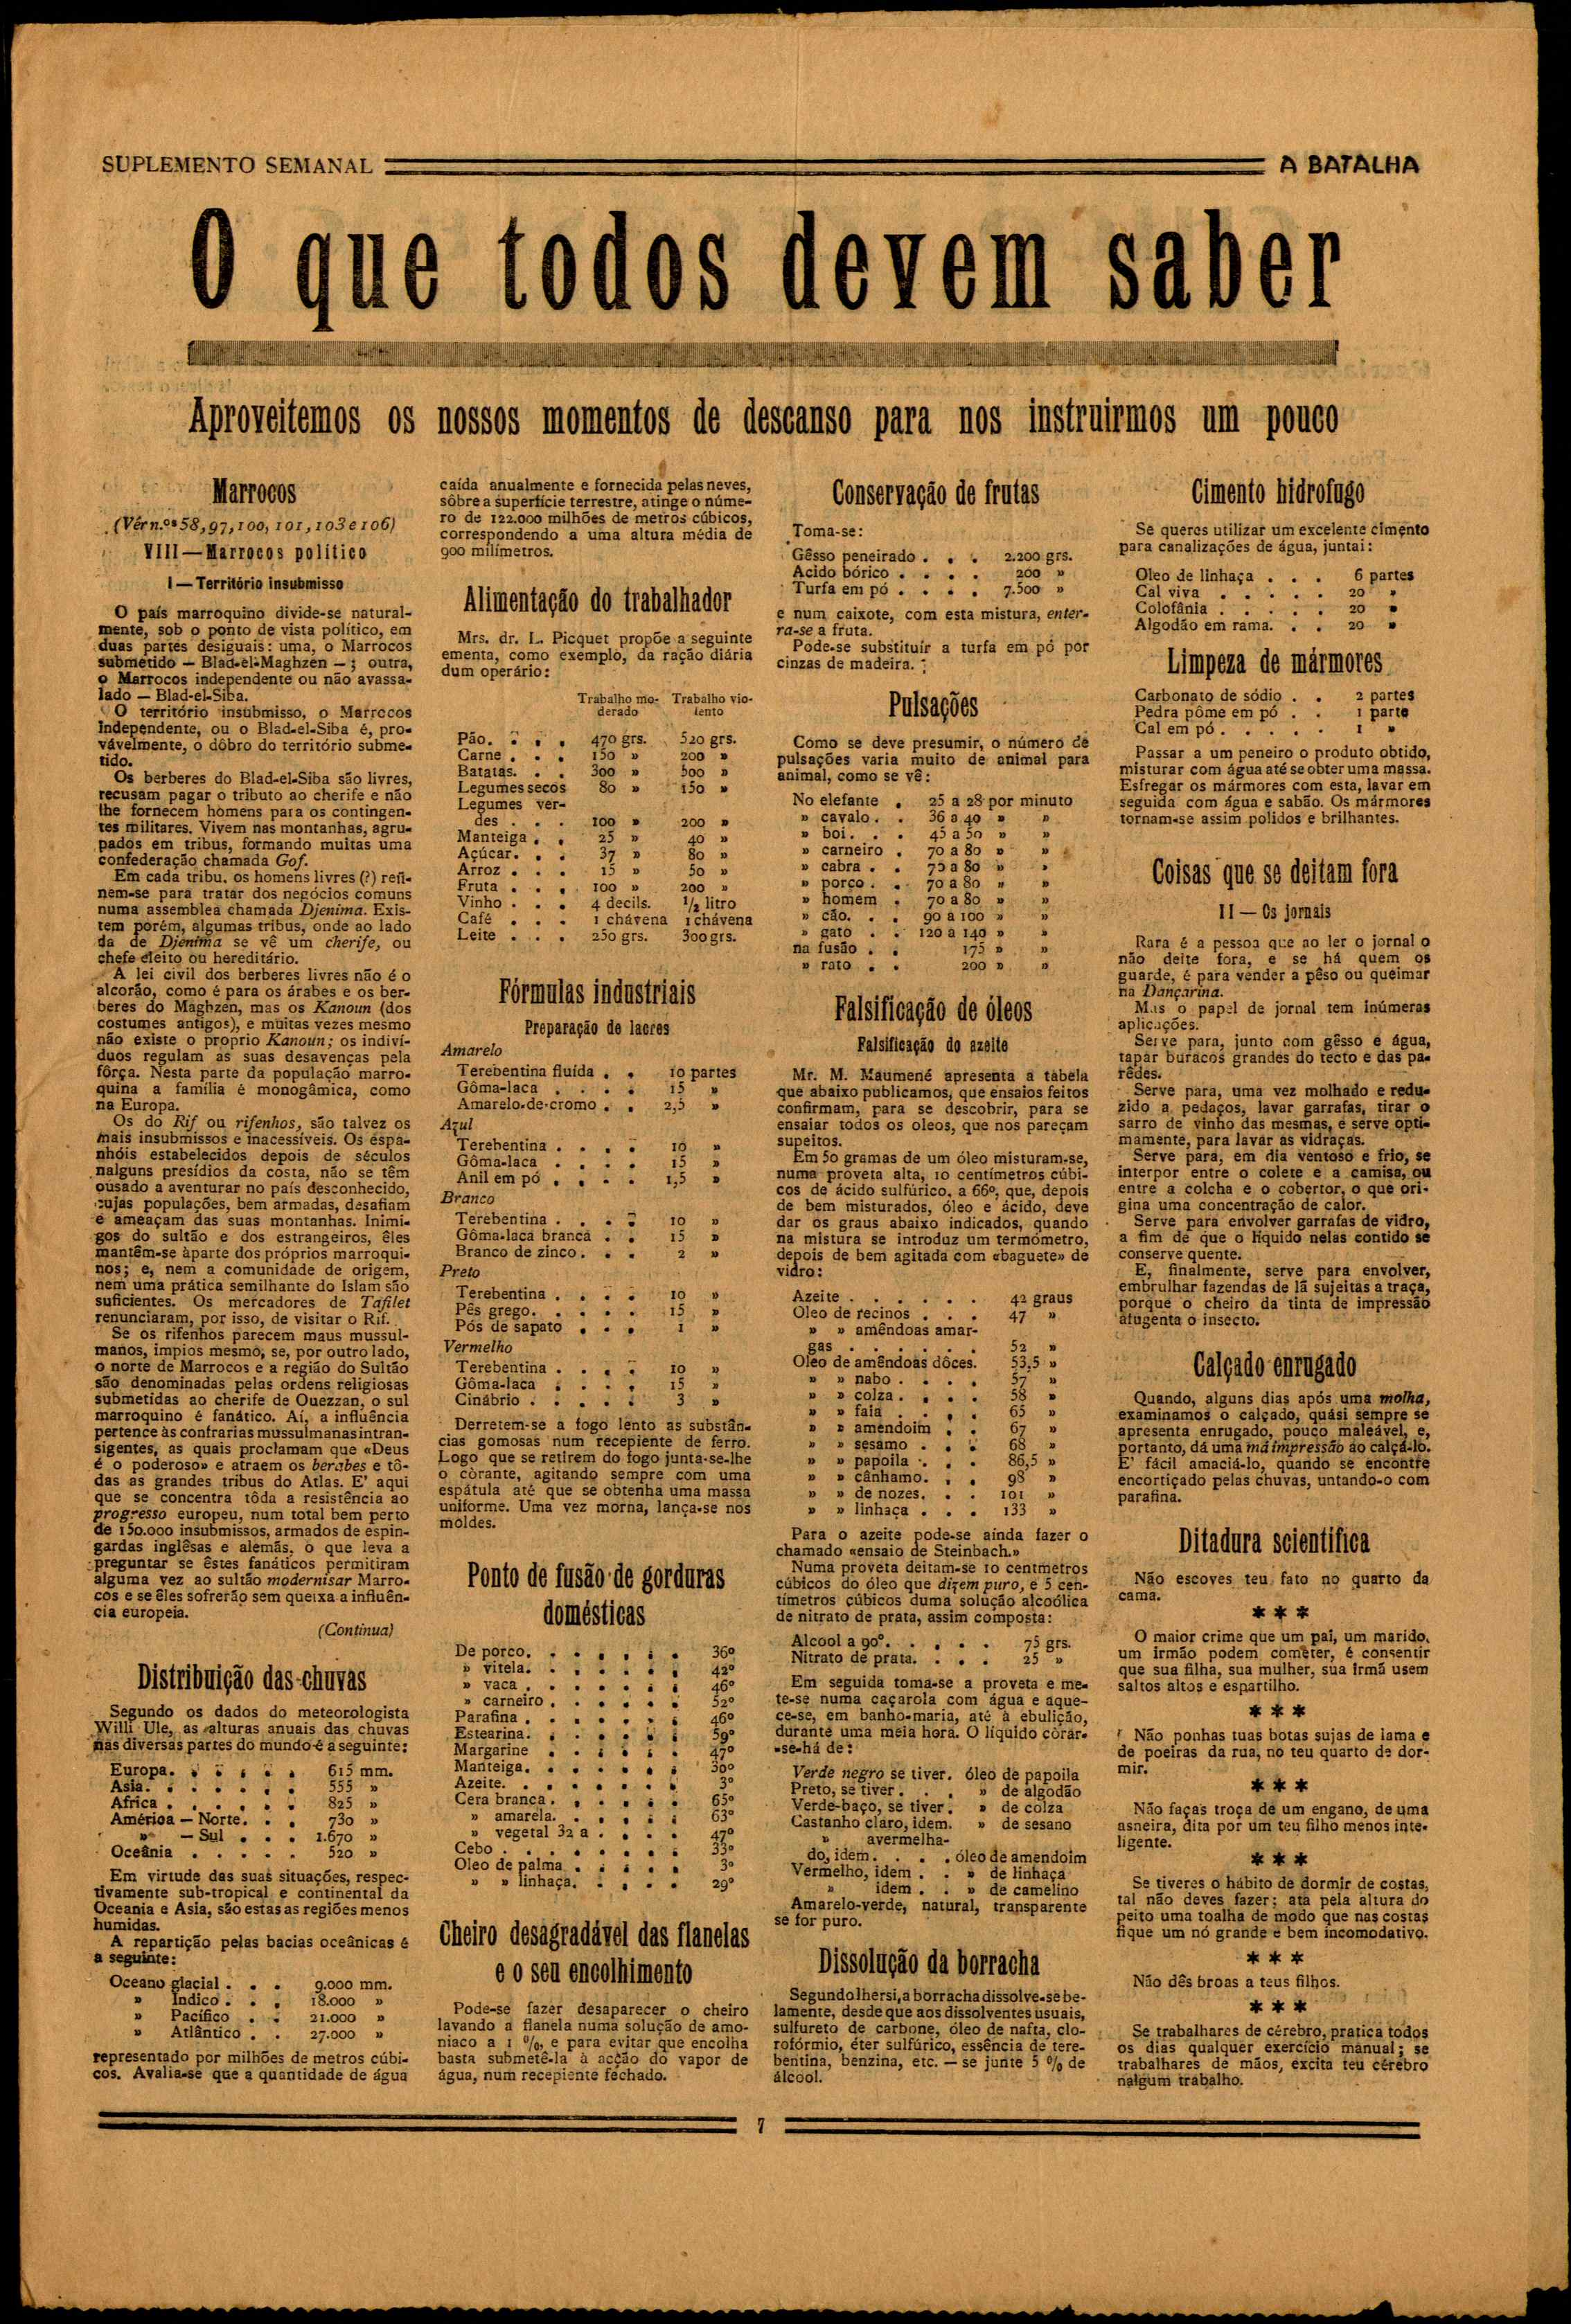 SUPLEMENTO SEMANAL
A BATALHA
O que todos devem saber
Aproveitemos os nossos momentos de descanso para nos instruirmos um pouco
Marrocos
(Vêr n.os 58, 97, 100, 101, 103 e 106)
VIII—Marrocos político
I—Território insubmisso
O país marroquino divide-se natural-
mente, sob o ponto de vista político, em
duas partes desiguais: uma, o Marrocos
submetido — Blad-el-Maghzen —; outra,
o Marrocos independente ou não avassa-
lado — Blad-el-Siba.
O território insubmisso, o Marrocos
Independente, ou o Blad-el-Siba é, pro-
vávelmente, o dôbro do território subme-
tido.
Os berberes do Blad-el-Siba são livres,
recusam pagar o tributo ao cherife e não
lhe fornecem homens para os contingen-
tes militares. Vivem nas montanhas, agru-
pados em tribus, formando muitas uma
confederação chamada Gof.
Em cada tribu. os homens livres (?) reú-
nem-se para tratar dos negócios comuns
numa assemblea chamada Djenima. Exis-
tem porém, algumas tribus, onde ao lado
da de Djenima se vê um cherife, ou
chefe eleito ou hereditário.
A lei civil dos berberes livres não é o
alcorão, como é para os árabes e os ber-
beres do Maghzen, mas os Kanoun (dos
costumes antigos), e muitas vezes mesmo
não existe o proprio Kanoun; os indiví-
duos regulam as suas desavenças pela
fôrça. Nesta parte da população marro-
quina a família é monogâmica, como
na Europa.
Os do Rif ou rifenhos, são talvez os
mais insubmissos e inacessíveis. Os espa-
nhóis estabelecidos depois de séculos
nalguns presídios da costa, não se têm
ousado a aventurar no país desconhecido,
cujas populações, bem armadas, desafiam
e ameaçam das suas montanhas. Inimi-
gos do sultão e dos estrangeiros, êles
mantêm-se àparte dos próprios marroqui-
nos; e, nem a comunidade de origem,
nem uma prática semilhante do Islam são
suficientes. Os mercadores de Tafilet
renunciaram, por isso, de visitar o Rif.
Se os rifenhos parecem maus mussul-
manos, impios mesmo, se, por outro lado,
o norte de Marrocos e a região do Sultão
são denominadas pelas ordens religiosas
submetidas ao cherife de Ouezzan, o sul
marroquino é fanático. Aí, a influência
pertence às confrarias mussulmanas intran-
sigentes, as quais proclamam que «Deus
é o poderoso» e atraem os berabes e tô-
das as grandes tribus do Atlas. E' aqui
que se concentra tôda a resistência ao
progresso europeu, num total bem perto
de 150.000 insubmissos, armados de espin-
gardas inglêsas e alemãs, o que leva a
preguntar se êstes fanáticos permitiram
alguma vez ao sultão modernisar Marro-
cos e se êles sofrerão sem queixa a influên-
cia europeia.
(Continua)
Distribuição das chuvas
Segundo os dados do meteorologista
Willi Ule, as alturas anuais das chuvas
nas diversas partes do mundo é a seguinte:
Europa. . . . . . 615 mm.
Asia. . . . . . . 555 »
Africa . . . . . . 825 »
América — Norte. . . 730 »
» — Sul . . . 1.670 »
Oceânia . . . . . 520 »
Em virtude das suas situações, respec-
tivamente sub-tropical e continental da
Oceania e Asia, são estas as regiões menos
humidas.
A repartição pelas bacias oceânicas é
a seguinte:
Oceano glacial . . . 9.000 mm.
» Indico . . . 18.000 »
» Pacífico . . 21.000 »
» Atlântico . . 27.000 »
representado por milhões de metros cúbi-
cos. Avalia-se que a quantidade de água
caída anualmente e fornecida pelas neves,
sôbre a superfície terrestre, atinge o núme-
ro de 122.000 milhões de metros cúbicos,
correspondendo a uma altura média de
900 milímetros.
Alimentação do trabalhador
Mrs. dr. L. Picquet propõe a seguinte
ementa, como exemplo, da ração diária
dum operário:
Trabalho mo- Trabalho vio-
derado lento
Pão. . . . 470 grs. 520 grs.
Carne . . . 150 » 200 »
Batatas. . . 300 » 500 »
Legumes secos 80 » 150 »
Legumes ver-
des . . . 100 » 200 »
Manteiga . . 25 » 40 »
Açúcar. . . 37 » 80 »
Arroz . . . 15 » 50 »
Fruta . . . 100 » 200 »
Vinho . . . 4 decils. 1/2 litro
Café . . . 1 chávena 1 chávena
Leite . . . 250 grs. 300 grs.
Fórmulas industriais
Preparação de lacres
Amarelo
Terebentina fluída . . 10 partes
Gôma-laca . . . . 15 »
Amarelo-de-cromo . . 2,5 »
Azul
Terebentina . . . . 10 »
Gôma-laca . . . . 15 »
Anil em pó . . . . 1,5 »
Branco
Terebentina . . . . 10 »
Gôma-laca branca . . 15 »
Branco de zinco . . . 2 »
Preto
Terebentina . . . . 10 »
Pês grego. . . . . 15 »
Pós de sapato . . . 1 »
Vermelho
Terebentina . . . . 10 »
Gôma-laca . . . . 15 »
Cinábrio . . . . . 3 »
Derretem-se a fogo lento as substân-
cias gomosas num recepiente de ferro.
Logo que se retirem do fogo junta-se-lhe
o còrante, agitando sempre com uma
espátula até que se obtenha uma massa
uniforme. Uma vez morna, lança-se nos
moldes.
Ponto de fusão de gorduras
domésticas
De porco. . . . . . . 36º
» vitela. . . . . . . 42º
» vaca . . . . . . . 46º
» carneiro . . . . . . 52º
Parafina . . . . . . . 46º
Estearina. . . . . . . 59º
Margarine . . . . . . 47º
Manteiga. . . . . . . 30º
Azeite. . . . . . . . 3º
Cera branca . . . . . . 65º
» amarela. . . . . . 63º
» vegetal 32 a . . . . 47º
Cebo . . . . . . . . 33º
Oleo de palma . . . . . 3º
» » linhaça. . . . . 29º
Cheiro desagradável das flanelas
e o seu encolhimento
Pode-se fazer desaparecer o cheiro
lavando a flanela numa solução de amo-
niaco a 1 %, e para evitar que encolha
basta submetê-la à acção do vapor de
água, num recepiente fechado.
Conservação de frutas
Toma-se:
Gêsso peneirado . . . 2.200 grs.
Acido bórico . . . . 200 »
Turfa em pó . . . . 7.500 »
e num caixote, com esta mistura, enter-
ra-se a fruta.
Pode-se substituír a turfa em pó por
cinzas de madeira.
Pulsações
Como se deve presumir, o número de
pulsações varia muito de animal para
animal, como se vê:
No elefante . 25 a 28 por minuto
» cavalo . . 36 a 40 » »
» boi. . . 45 a 50 » »
» carneiro . 70 a 80 » »
» cabra . . 75 a 80 » »
» porco . . 70 a 80 » »
» homem . 70 a 80 » »
» cão. . . 90 a 100 » »
» gato . . 120 a 140 » »
na fusão . . 175 » »
» rato . . 200 » »
Falsificação de óleos
Falsificação do azeite
Mr. M. Maumené apresenta a tabela
que abaixo publicamos, que ensaios feitos
confirmam, para se descobrir, para se
ensaiar todos os oleos, que nos pareçam
supeitos.
Em 50 gramas de um óleo misturam-se,
numa proveta alta, 10 centímetros cúbi-
cos de ácido sulfúrico, a 66º, que, depois
de bem misturados, óleo e ácido, deve
dar os graus abaixo indicados, quando
na mistura se introduz um termómetro,
depois de bem agitada com «baguete» de
vidro:
Azeite . . . . . . 42 graus
Oleo de recinos . . . 47 »
» » amêndoas amar-
gas . . . . . . 52 »
Oleo de amêndoas dôces. 53,5 »
» » nabo . . . . 57 »
» » colza . . . . 58 »
» » faia . . . . 65 »
» » amendoim . . 67 »
» » sesamo . . . 68 »
» » papoila . . . 86,5 »
» » cânhamo. . . 98 »
» » de nozes. . . 101 »
» » linhaça . . . 133 »
Para o azeite pode-se ainda fazer o
chamado «ensaio de Steinbach.»
Numa proveta deitam-se 10 centmetros
cúbicos do óleo que dizem puro, e 5 cen-
tímetros cúbicos duma solução alcoólica
de nitrato de prata, assim composta:
Alcool a 90º. . . . . 75 grs.
Nitrato de prata. . . . 25 »
Em seguida toma-se a proveta e me-
te-se numa caçarola com água e aque-
ce-se, em banho-maria, até à ebulição,
durante uma meia hora. O líquido còrar-
-se-há de:
Verde negro se tiver. óleo de papoila
Preto, se tiver . . . » de algodão
Verde-baço, se tiver. » de colza
Castanho claro, idem. » de sesano
» avermelha-
do, idem. . . . óleo de amendoim
Vermelho, idem . . » de linhaça
» idem . . » de camelino
Amarelo-verde, natural, transparente
se for puro.
Dissolução da borracha
Segundo lhersi, a borracha dissolve-se be-
lamente, desde que aos dissolventes usuais,
sulfureto de carbone, óleo de nafta, clo-
rofórmio, éter sulfúrico, essência de tere-
bentina, benzina, etc. — se junte 5 % de
álcool.
Cimento hidrofugo
Se queres utilizar um excelente cimento
para canalizações de água, juntai:
Oleo de linhaça . . . 6 partes
Cal viva . . . . . 20 »
Colofânia . . . . . 20 »
Algodão em rama. . . 20 »
Limpeza de mármores
Carbonato de sódio . . 2 partes
Pedra pôme em pó . . 1 parte
Cal em pó . . . . . 1 »
Passar a um peneiro o produto obtido,
misturar com água até se obter uma massa.
Esfregar os mármores com esta, lavar em
seguida com água e sabão. Os mármores
tornam-se assim polidos e brilhantes.
Coisas que se deitam fora
II — Os jornais
Rara é a pessoa que ao ler o jornal o
não deite fora, e se há quem os
guarde, é para vender a pêso ou queimar
na Dançarina.
Mas o papel de jornal tem inúmeras
aplicações.
Serve para, junto com gêsso e água,
tapar buracos grandes do tecto e das pa-
rêdes.
Serve para, uma vez molhado e redu-
zido a pedaços, lavar garrafas, tirar o
sarro de vinho das mesmas, e serve opti-
mamente, para lavar as vidraças.
Serve para, em dia ventoso e frio, se
interpor entre o colete e a camisa, ou
entre a colcha e o cobertor, o que ori-
gina uma concentração de calor.
Serve para envolver garrafas de vidro,
a fim de que o líquido nelas contido se
conserve quente.
E, finalmente, serve para envolver,
embrulhar fazendas de lã sujeitas a traça,
porque o cheiro da tinta de impressão
afugenta o insecto.
Calçado enrugado
Quando, alguns dias após uma molha,
examinamos o calçado, quási sempre se
apresenta enrugado, pouco maleável, e,
portanto, dá uma má impressão ao calçá-lo.
E' fácil amaciá-lo, quando se encontre
encortiçado pelas chuvas, untando-o com
parafina.
Ditadura scientífica
Não escoves teu fato no quarto da
cama.
* * *
O maior crime que um pai, um marido,
um irmão podem cometer, é consentir
que sua filha, sua mulher, sua irmã usem
saltos altos e espartilho.
* * *
Não ponhas tuas botas sujas de lama e
de poeiras da rua, no teu quarto de dor-
mir.
* * *
Não faças troça de um engano, de uma
asneira, dita por um teu filho menos inte-
ligente.
* * *
Se tiveres o hábito de dormir de costas,
tal não deves fazer; ata pela altura do
peito uma toalha de modo que nas costas
fique um nó grande e bem incomodativo.
* * *
Não dês broas a teus filhos.
* * *
Se trabalhares de cérebro, pratica todos
os dias qualquer exercício manual; se
trabalhares de mãos, excita teu cérebro
nalgum trabalho.
7